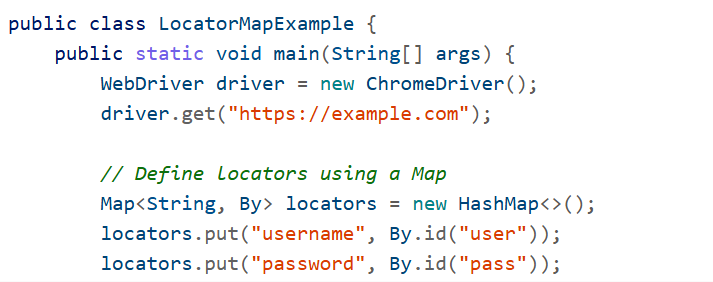 public class LocatorMapExample {
    public static void main(String[] args) {
        WebDriver driver = new ChromeDriver();
        driver.get("https://example.com");

        // Define locators using a Map
        Map<String, By> locators = new HashMap<>();
        locators.put("username", By.id("user"));
        locators.put("password", By.id("pass"));